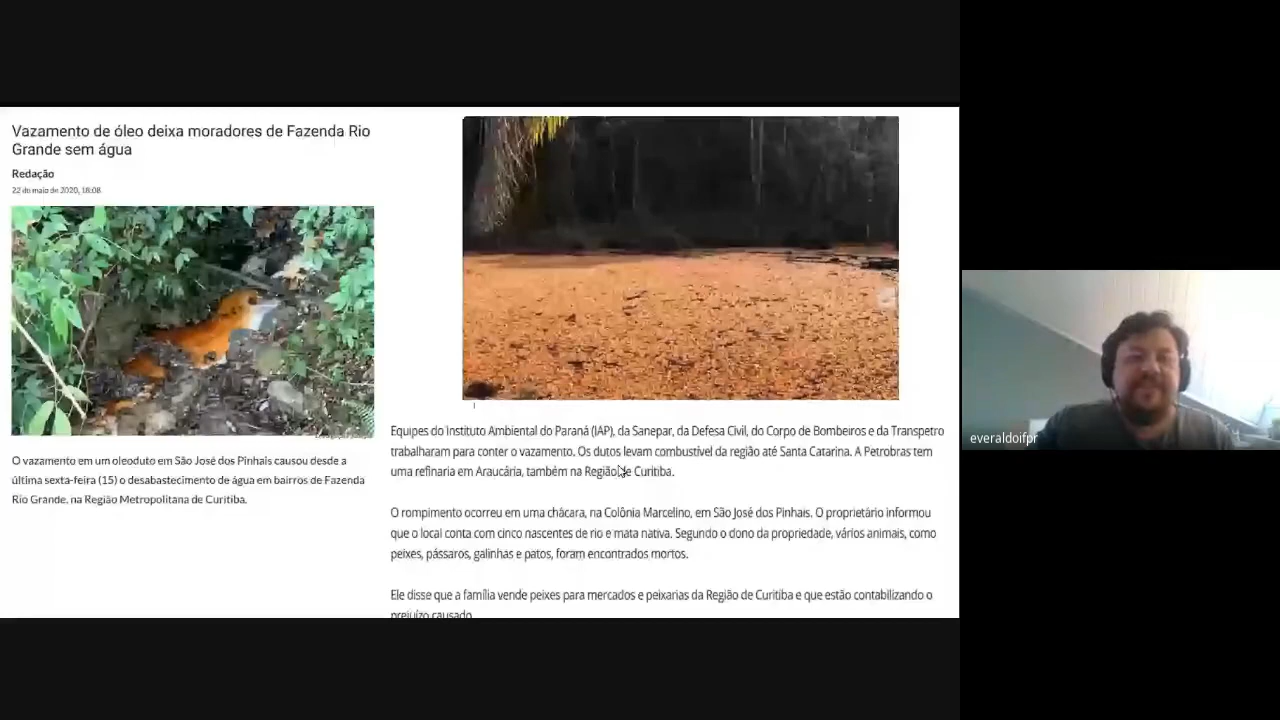 Vazamento de óleo deixa moradores de Fazenda Rio
Grande sem água
Redação
22 de maio de 2020, 18:08
O vazamento em um oleoduto em São José dos Pinhais causou desde a
última sexta-feira (15) o desabastecimento de água em bairros de Fazenda
Rio Grande, na Região Metropolitana de Curitiba.
Equipes do Instituto Ambiental do Paraná (IAP), da Sanepar, da Defesa Civil, do Corpo de Bombeiros e da Transpetro
trabalharam para conter o vazamento. Os dutos levam combustível da região até Santa Catarina. A Petrobras tem
uma refinaria em Araucária, também na Região de Curitiba.
O rompimento ocorreu em uma chácara, na Colônia Marcelino, em São José dos Pinhais. O proprietário informou
que o local conta com cinco nascentes de rio e mata nativa. Segundo o dono da propriedade, vários animais, como
peixes, pássaros, galinhas e patos, foram encontrados mortos.
Ele disse que a família vende peixes para mercados e peixarias da Região de Curitiba e que estão contabilizando o
prejuízo causado.
everaldoifpr